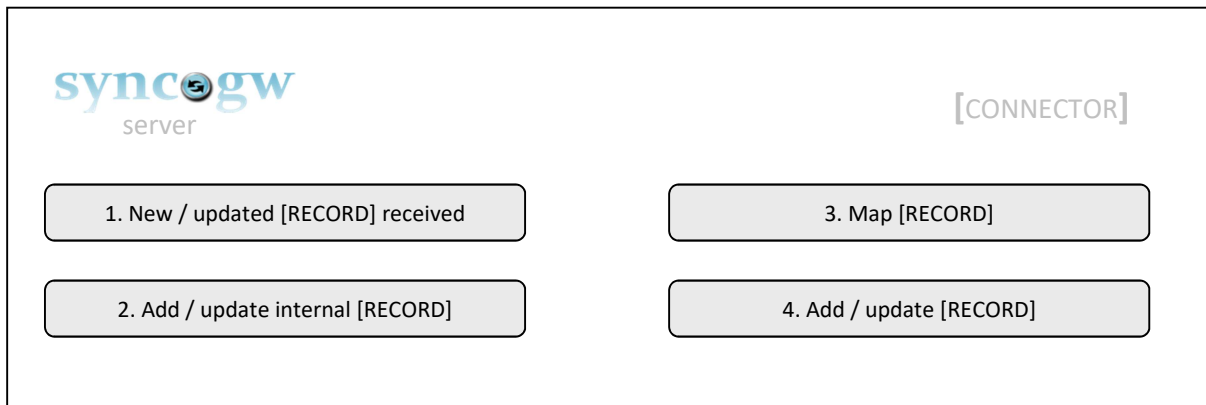 syncogw
server
[CONNECTOR]
1. New / updated [RECORD] received
3. Map [RECORD]
2. Add / update internal [RECORD]
4. Add / update [RECORD]